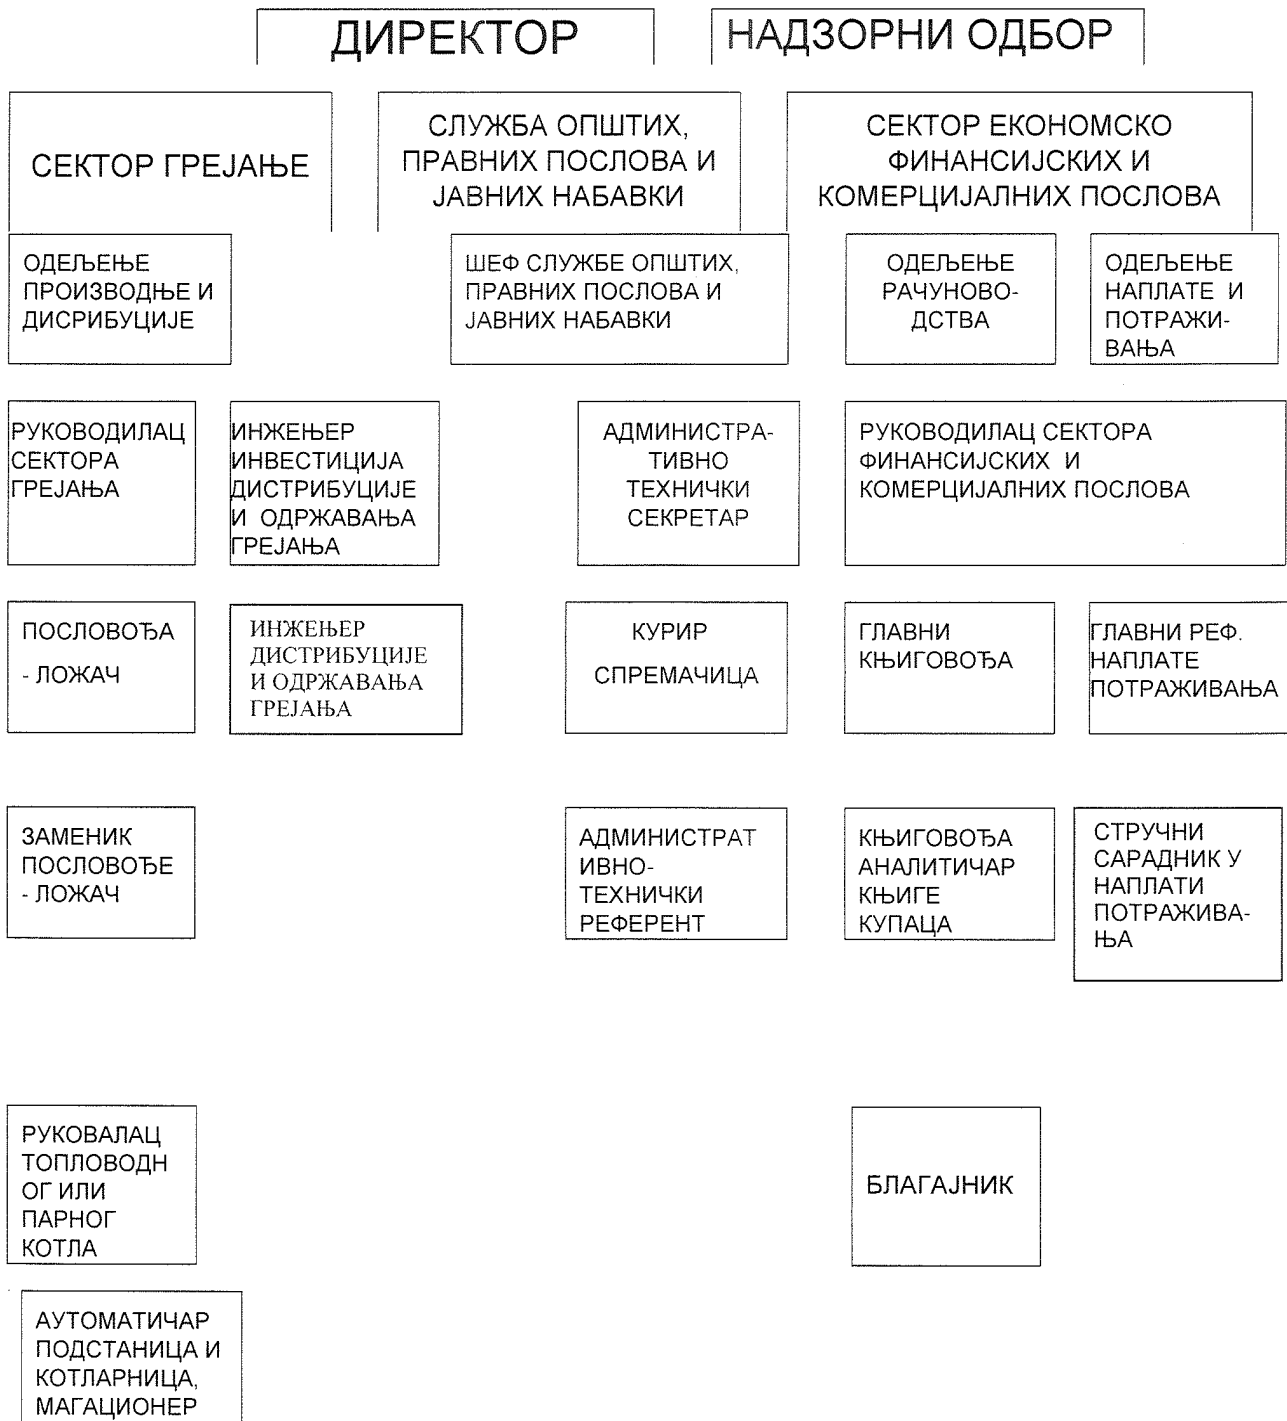 ДИРЕКТОР
НАДЗОРНИ ОДБОР
СЕКТОР ГРЕЈАЊЕ
СЛУЖБА ОПШТИХ,
ПРАВНИХ ПОСЛОВА И
ЈАВНИХ НАБАВКИ
СЕКТОР ЕКОНОМСКО
ФИНАНСИЈСКИХ И
КОМЕРЦИЈАЛНИХ ПОСЛОВА
ОДЕЉЕЊЕ
ПРОИЗВОДЊЕ И
ДИСРИБУЦИЈЕ
ШЕФ СЛУЖБЕ ОПШТИХ,
ПРАВНИХ ПОСЛОВА И
ЈАВНИХ НАБАВКИ
ОДЕЉЕЊЕ
РАЧУНОВО-
ДСТВА
ОДЕЉЕЊЕ
НАПЛАТЕ И
ПОТРАЖИ-
ВАЊА
РУКОВОДИЛАЦ
СЕКТОРА
ГРЕЈАЊА
ИНЖЕЊЕР
ИНВЕСТИЦИЈА
ДИСТРИБУЦИЈЕ
И ОДРЖАВАЊА
ГРЕЈАЊА
АДМИНИСТРА-
ТИВНО
ТЕХНИЧКИ
СЕКРЕТАР
РУКОВОДИЛАЦ СЕКТОРА
ФИНАНСИЈСКИХ И
КОМЕРЦИЈАЛНИХ ПОСЛОВА
ПОСЛОВОЂА
- ЛОЖАЧ
ИНЖЕЊЕР
ДИСТРИБУЦИЈЕ
И ОДРЖАВАЊА
ГРЕЈАЊА
КУРИР
СПРЕМАЧИЦА
ГЛАВНИ
КЊИГОВОЂА
ГЛАВНИ РЕФ.
НАПЛАТЕ
ПОТРАЖИВАЊА
ЗАМЕНИК
ПОСЛОВОЂЕ
- ЛОЖАЧ
АДМИНИСТРАТ
ИВНО-
ТЕХНИЧКИ
РЕФЕРЕНТ
КЊИГОВОЂА
АНАЛИТИЧАР
КЊИГЕ
КУПАЦА
СТРУЧНИ
САРАДНИК У
НАПЛАТИ
ПОТРАЖИВА-
ЊА
РУКОВАЛАЦ
ТОПЛОВОДН
ОГ ИЛИ
ПАРНОГ
КОТЛА
БЛАГАЈНИК
АУТОМАТИЧАР
ПОДСТАНИЦА И
КОТЛАРНИЦА,
МАГАЦИОНЕР